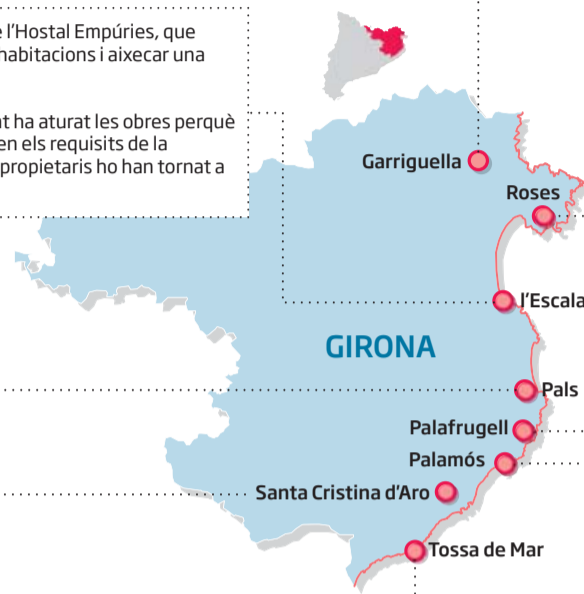 l'Hostal Empúries, que
habitacions i aixecar una
ha aturat les obres perquè
els requisits de la
propietaris ho han tornat a
Garriguella
Roses
l'Escala
GIRONA
Pals
Palafrugell
Palamós
Santa Cristina d'Aro
Tossa de Mar